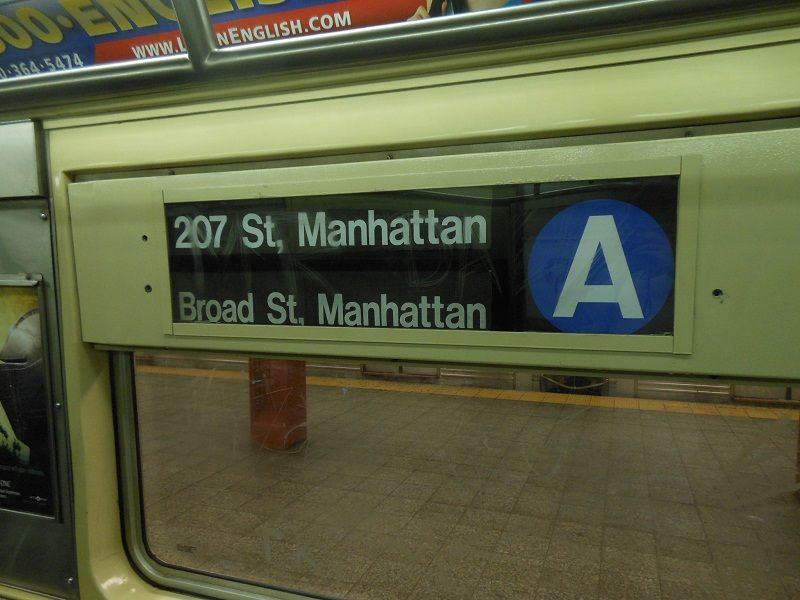 WWW.L NENGLISH.COM
364-5474
207 St, Manhattan
Broad St, Manhattan
A